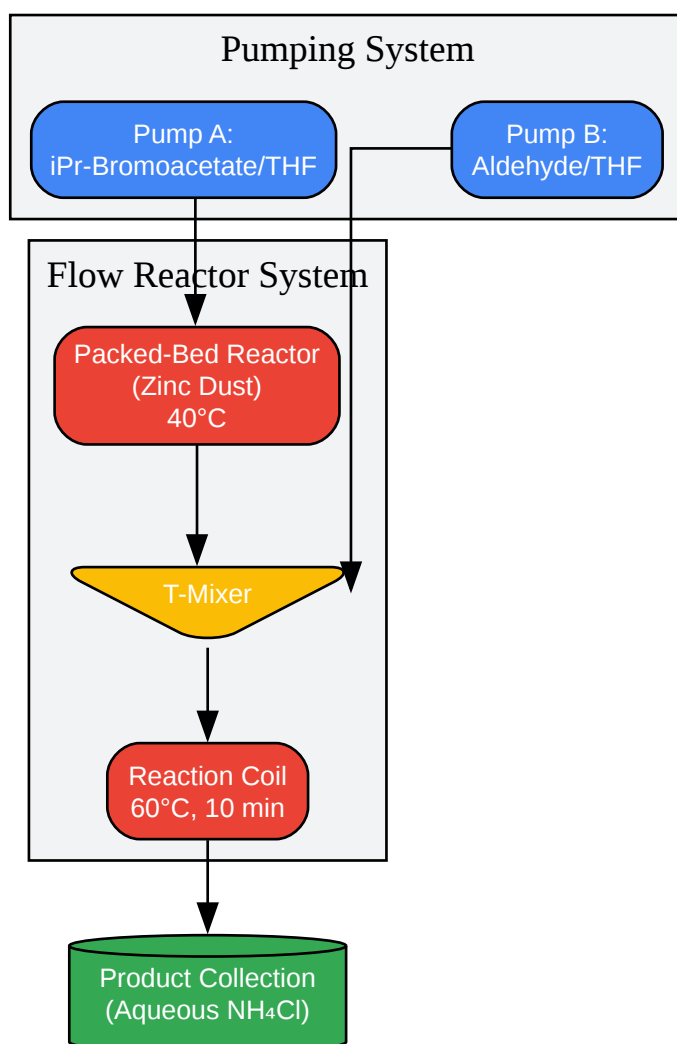 Pumping System
Pump A:
iPr-Bromoacetate/THF
Pump B:
Aldehyde/THF
Flow Reactor System
Packed-Bed Reactor
(Zinc Dust)
40°C
T-Mixer
Reaction Coil
60°C, 10 min
Product Collection
(Aqueous NH₄Cl)